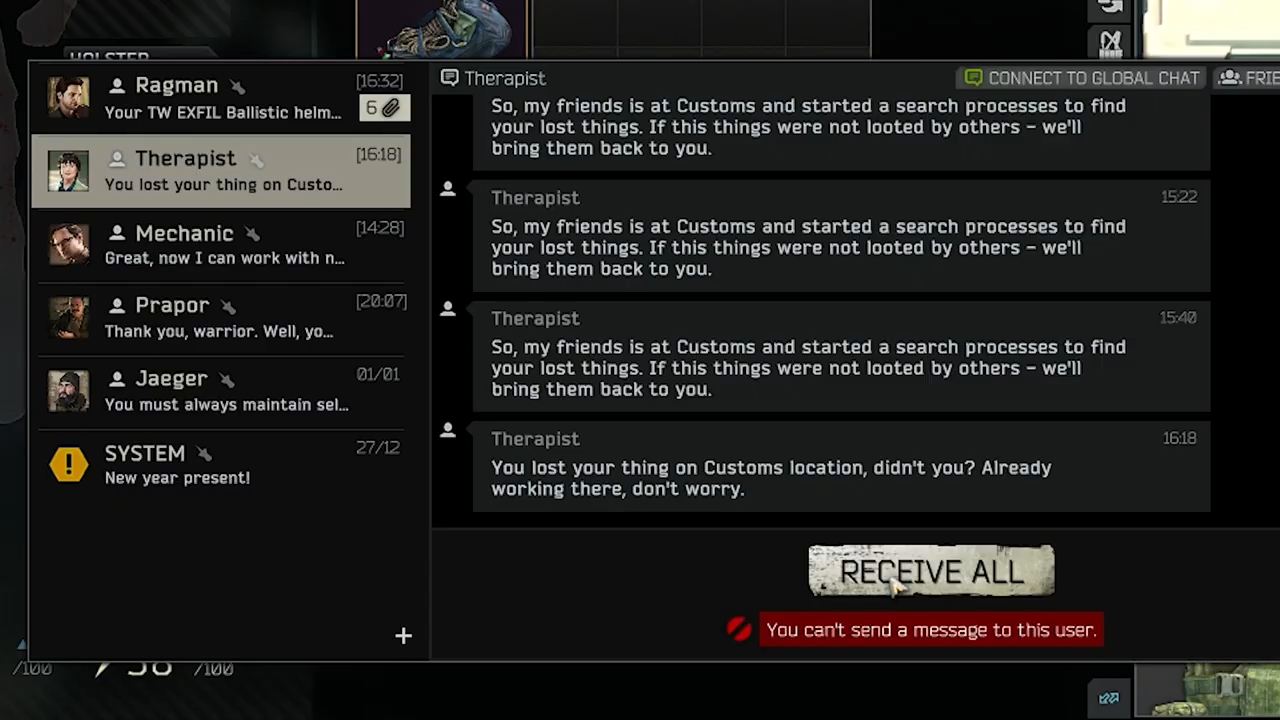 HOLSTER
Ragman
[16:32]
Your TW EXFIL Ballistic helm...
6
Therapist
[16:18]
You lost your thing on Custo...
Mechanic
[14:28]
Great, now I can work with n...
Prapor
[20:07]
Thank you, warrior. Well, yo...
Jaeger
01/01
You must always maintain sel...
SYSTEM
27/12
New year present!
+
Therapist
CONNECT TO GLOBAL CHAT
FRIE
So, my friends is at Customs and started a search processes to find
your lost things. If this things were not looted by others – we'll
bring them back to you.
Therapist
15:22
So, my friends is at Customs and started a search processes to find
your lost things. If this things were not looted by others – we'll
bring them back to you.
Therapist
15:40
So, my friends is at Customs and started a search processes to find
your lost things. If this things were not looted by others – we'll
bring them back to you.
Therapist
16:18
You lost your thing on Customs location, didn't you? Already
working there, don't worry.
RECEIVE ALL
You can't send a message to this user.
/100
/100